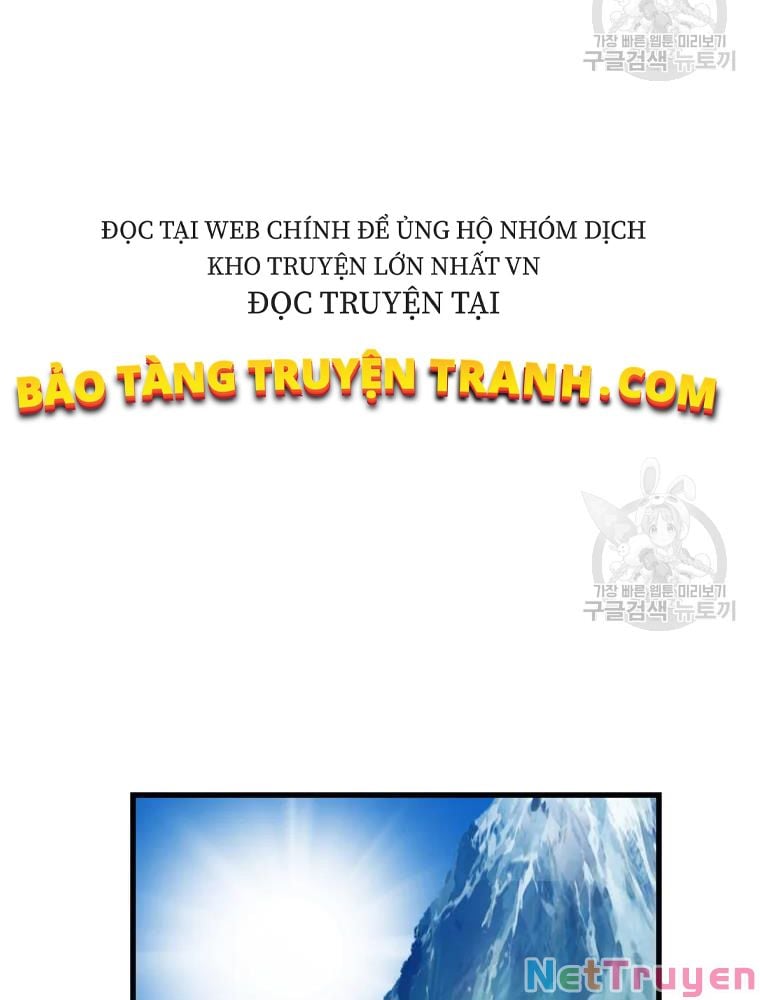 가장 빠른 웹툰 미리보기
구글검색 뉴토끼
ĐỌC TẠI WEB CHÍNH ĐỂ ỦNG HỘ NHÓM DỊCH
KHO TRUYỆN LỚN NHẤT VN
ĐỌC TRUYỆN TẠI
BẢO TÀNG TRUYỆN TRANH.COM
가장 빠른 웹툰 미리보기
구글검색 뉴토끼
NetTruyen